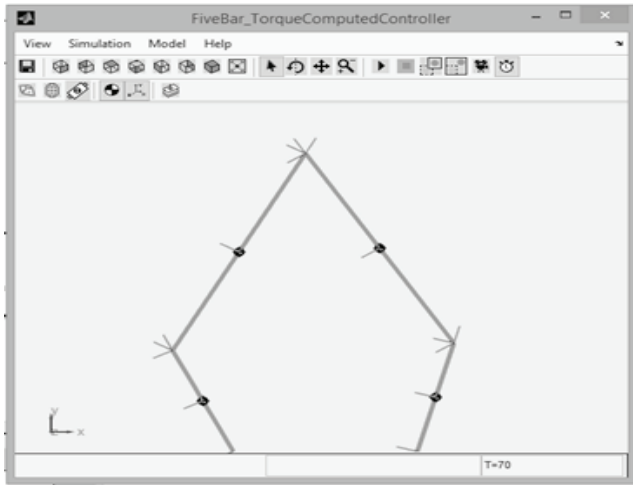 FiveBar_TorqueComputedController
View Simulation Model Help
y
x
T=70